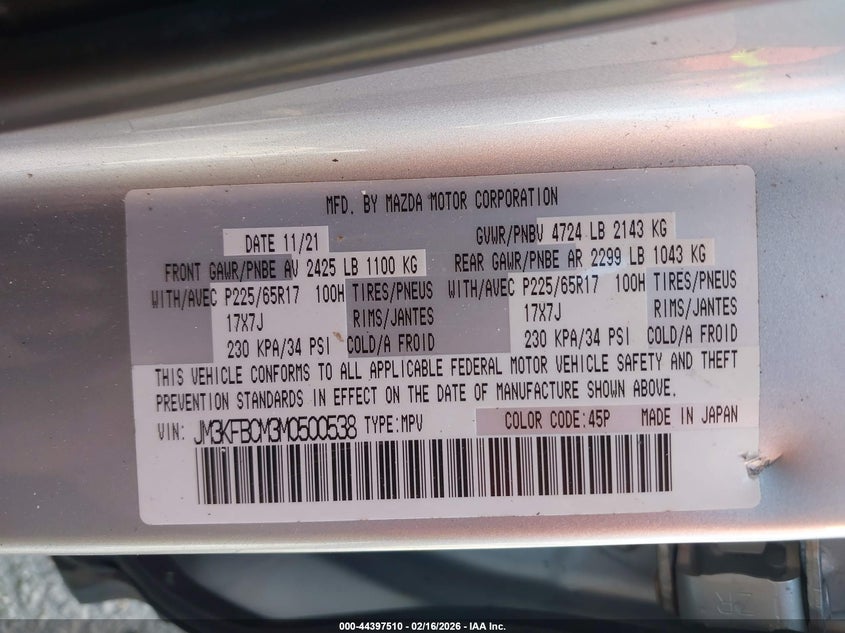 MFD. BY MAZDA MOTOR CORPORATION
DATE 11/21 GVWR/PNBV 4724 LB 2143 KG
FRONT GAWR/PNBE AV 2425 LB 1100 KG REAR GAWR/PNBE AR 2299 LB 1043 KG
WITH/AVEC P225/65R17 100H TIRES/PNEUS WITH/AVEC P225/65R17 100H TIRES/PNEUS
17X7J RIMS/JANTES 17X7J RIMS/JANTES
230 KPA/34 PSI COLD/A FROID 230 KPA/34 PSI COLD/A FROID
THIS VEHICLE CONFORMS TO ALL APPLICABLE FEDERAL MOTOR VEHICLE SAFETY AND THEFT
PREVENTION STANDARDS IN EFFECT ON THE DATE OF MANUFACTURE SHOWN ABOVE.
VIN: JM3KFBCM3M0500538 TYPE:MPV COLOR CODE:45P MADE IN JAPAN
ZR
000-44397510 - 02/16/2026 - IAA Inc.